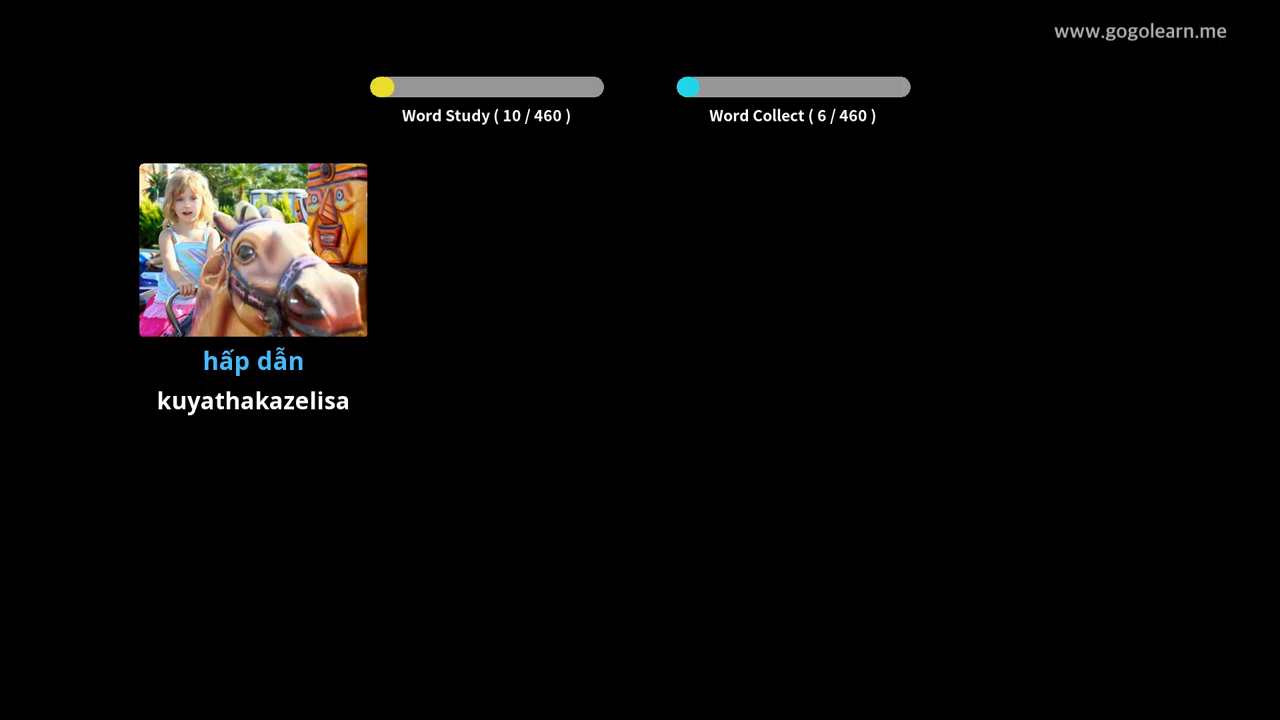 www.gogolearn.me
Word Study ( 10 / 460 )
Word Collect ( 6 / 460 )
hấp dẫn
kuyathakazelisa